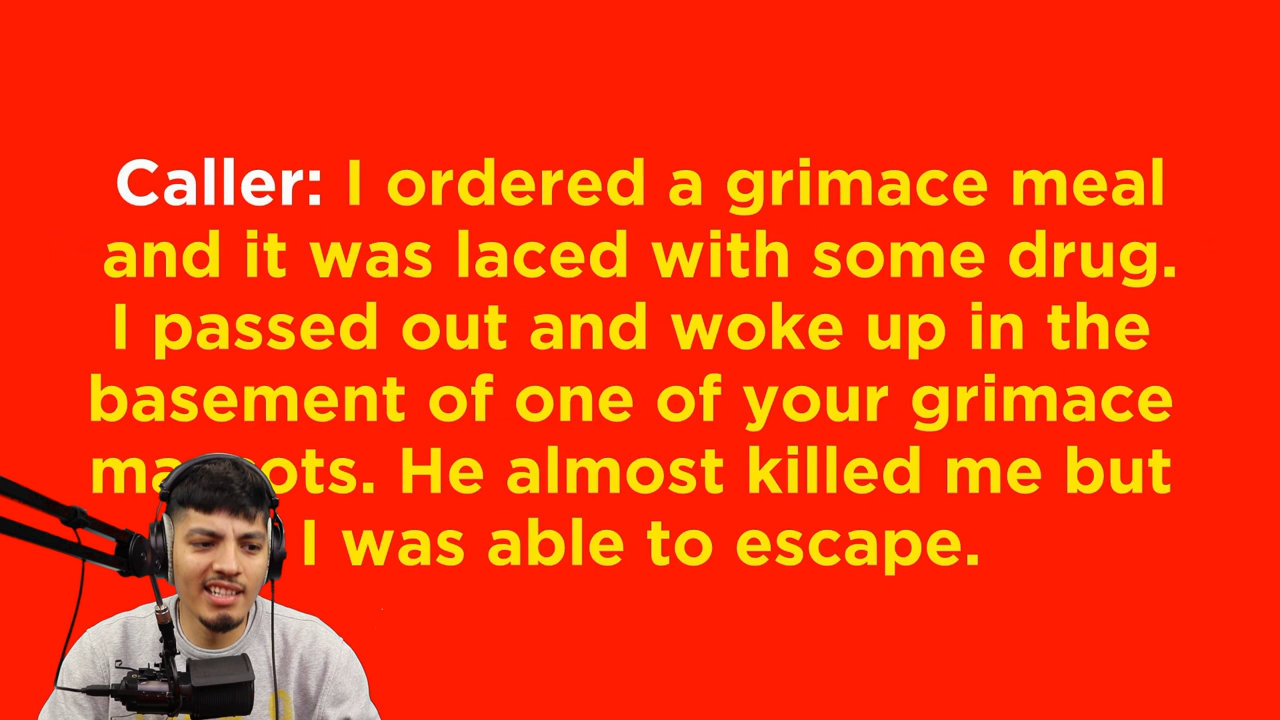 Caller: I ordered a grimace meal
and it was laced with some drug.
I passed out and woke up in the
basement of one of your grimace
mascots. He almost killed me but
I was able to escape.